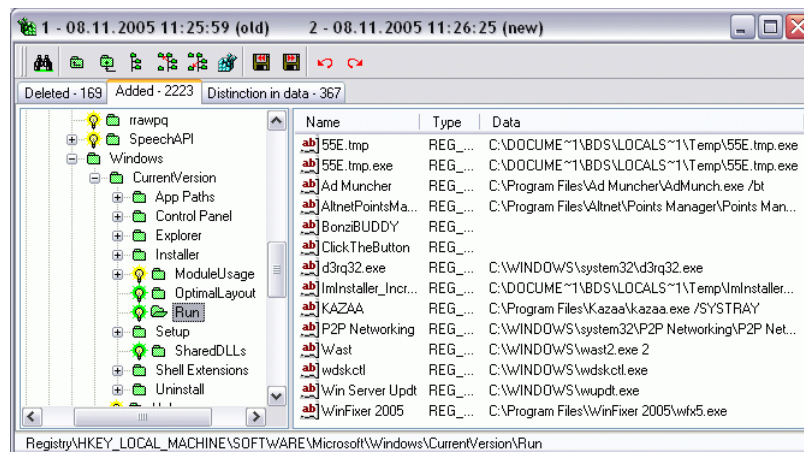 1 - 08.11.2005 11:25:59 (old) 2 - 08.11.2005 11:26:25 (new)
Deleted - 169 Added - 2223 Distinction in data - 367
rrawpq
SpeechAPI
Windows
CurrentVersion
App Paths
Control Panel
Explorer
Installer
ModuleUsage
OptimalLayout
Run
Setup
SharedDLLs
Shell Extensions
Uninstall
Name Type Data
55E.tmp REG_... C:\DOCUME~1\BDS\LOCALS~1\Temp\55E.tmp.exe
55E.tmp.exe REG_... C:\DOCUME~1\BDS\LOCALS~1\Temp\55E.tmp.exe
Ad Muncher REG_... C:\Program Files\Ad Muncher\AdMunch.exe /bt
AltnetPointsMa... REG_... C:\Program Files\Altnet\Points Manager\Points Man...
BonziBUDDY REG_...
ClickTheButton REG_...
d3rq32.exe REG_... C:\WINDOWS\system32\d3rq32.exe
ImInstaller_Incr... REG_... C:\DOCUME~1\BDS\LOCALS~1\Temp\ImInstaller...
KAZAA REG_... C:\Program Files\Kazaa\kazaa.exe /SYSTRAY
P2P Networking REG_... C:\WINDOWS\system32\P2P Networking\P2P Net...
Wast REG_... C:\WINDOWS\wast2.exe 2
wdskctl REG_... C:\WINDOWS\wdskctl.exe
Win Server Updt REG_... C:\WINDOWS\wupdt.exe
WinFixer 2005 REG_... C:\Program Files\WinFixer 2005\wfx5.exe
Registry\HKEY_LOCAL_MACHINE\SOFTWARE\Microsoft\Windows\CurrentVersion\Run